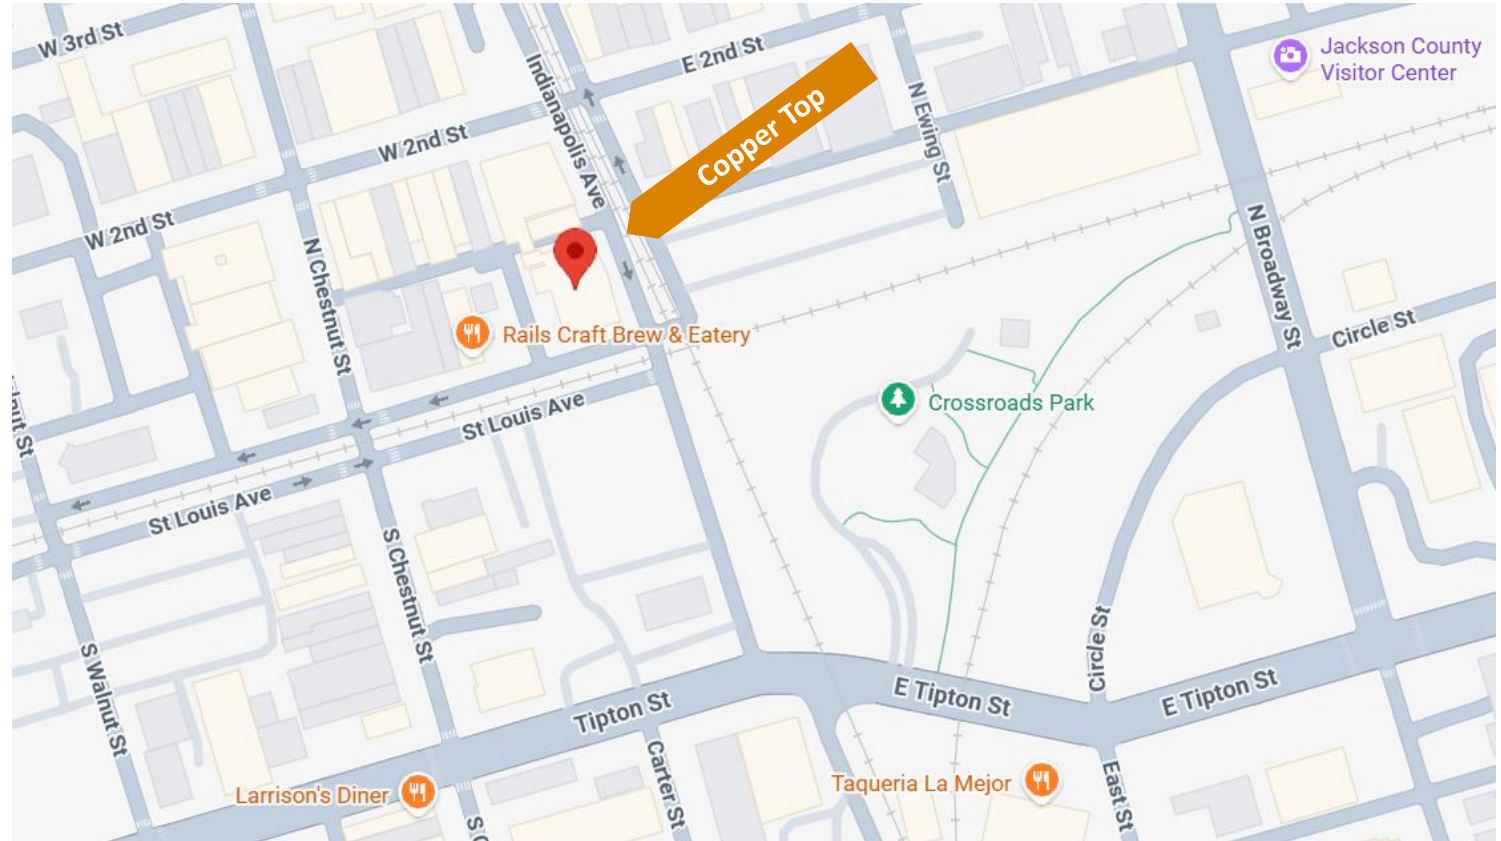 W 3rd St
E 2nd St
Jackson County
Visitor Center
Indianapolis Ave
Copper Top
N Ewing St
W 2nd St
W 2nd St
N Chestnut St
N Broadway St
Rails Craft Brew & Eatery
Circle St
Crossroads Park
St Louis Ave
St Louis Ave
S Chestnut St
S Walnut St
Circle St
E Tipton St
E Tipton St
Tipton St
Carter St
Larrison's Diner
Taqueria La Mejor
East St